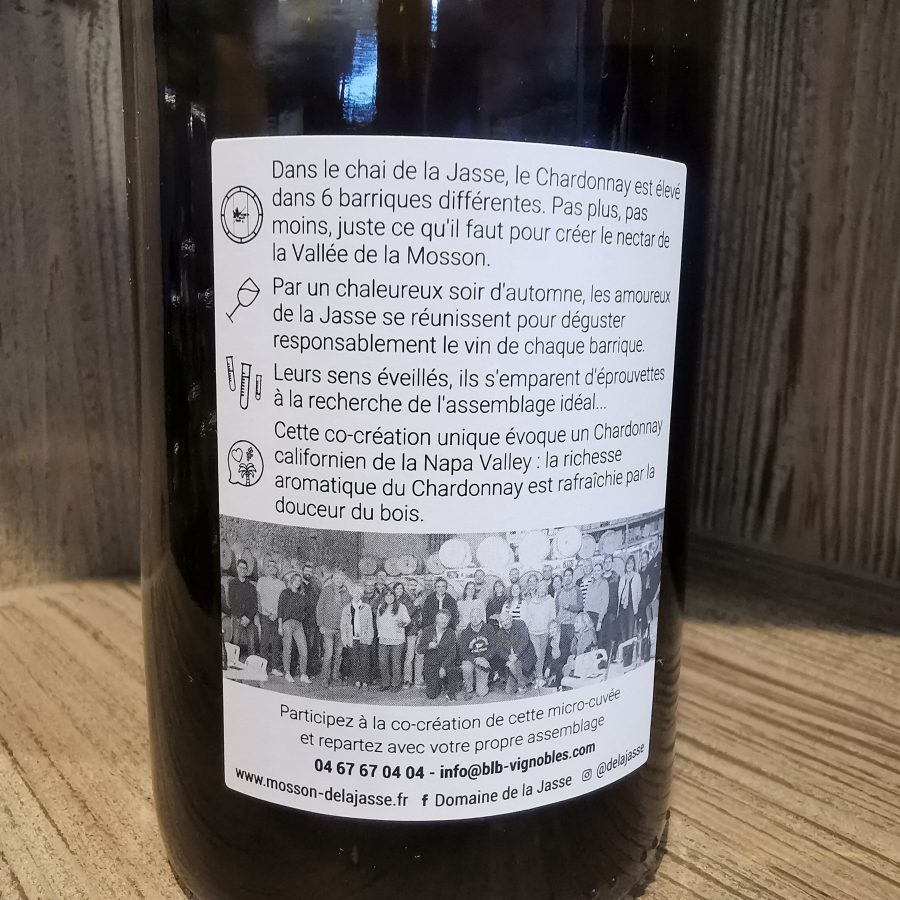 Dans le chai de la Jasse, le Chardonnay est élevé
dans 6 barriques différentes. Pas plus, pas
moins, juste ce qu'il faut pour créer le nectar de
la Vallée de la Mosson.
Par un chaleureux soir d'automne, les amoureux
de la Jasse se réunissent pour déguster
responsablement le vin de chaque barrique.
Leurs sens éveillés, ils s'emparent d'éprouvettes
à la recherche de l'assemblage idéal...
Cette co-création unique évoque un Chardonnay
californien de la Napa Valley : la richesse
aromatique du Chardonnay est rafraîchie par la
douceur du bois.
Participez à la co-création de cette micro-cuvée
et repartez avec votre propre assemblage
04 67 67 04 04 - info@blb-vignobles.com
www.mosson-delajasse.fr f Domaine de la Jasse @delajasse